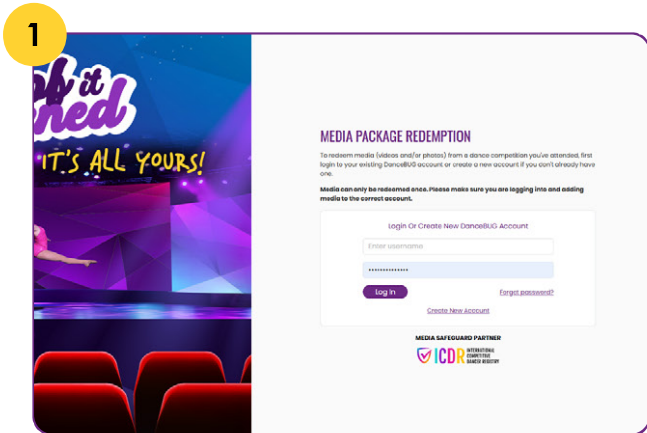 1
it
ned
IT'S ALL YOURS!
MEDIA PACKAGE REDEMPTION
To redeem media (videos and/or photos) from a dance competition you've attended, first
login to your existing DanceBUG account or create a new account if you don't already have
one.
Media can only be redeemed once. Please make sure you are logging into and adding
media to the correct account.
Login Or Create New DanceBUG Account
Enter username
••••••••••••••
Log In
Forgot password?
Create New Account
MEDIA SAFEGUARD PARTNER
ICDR
INTERNATIONAL
COMPETITIVE
DANCER REGISTRY